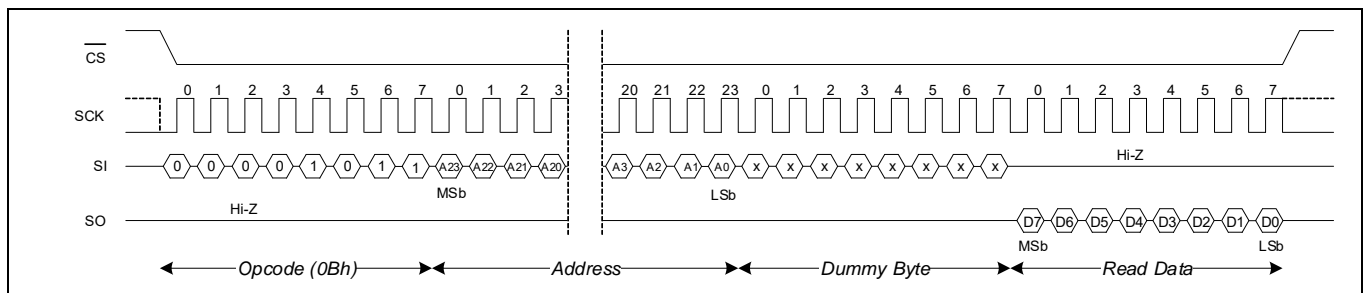 CS
0 1 2 3 4 5 6 7 0 1 2 3 20 21 22 23 0 1 2 3 4 5 6 7 0 1 2 3 4 5 6 7
SCK
SI 0 0 0 0 1 0 1 1 A23 A22 A21 A20 A3 A2 A1 A0 x x x x x x x x Hi-Z
MSb LSb
SO Hi-Z D7 D6 D5 D4 D3 D2 D1 D0
MSb LSb
Opcode (0Bh) Address Dummy Byte Read Data